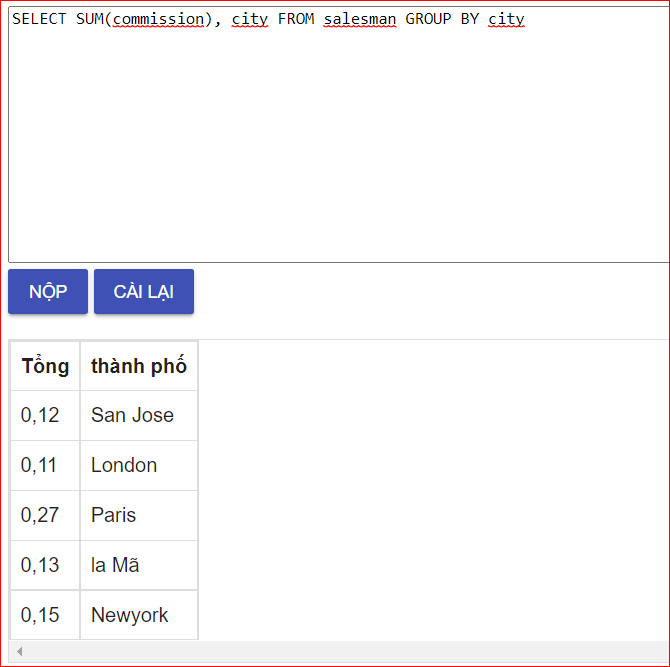 SELECT SUM(commission), city FROM salesman GROUP BY city
NỘP CÀI LẠI
Tổng thành phố
0,12 San Jose
0,11 London
0,27 Paris
0,13 la Mã
0,15 Newyork